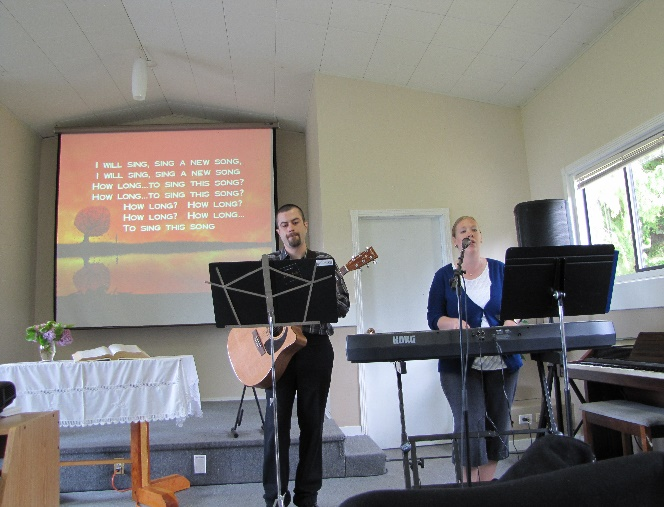 I WILL SING, SING A NEW SONG,
I WILL SING, SING A NEW SONG
HOW LONG...TO SING THIS SONG?
HOW LONG...TO SING THIS SONG?
HOW LONG? HOW LONG?
HOW LONG? HOW LONG...
TO SING THIS SONG
KORG